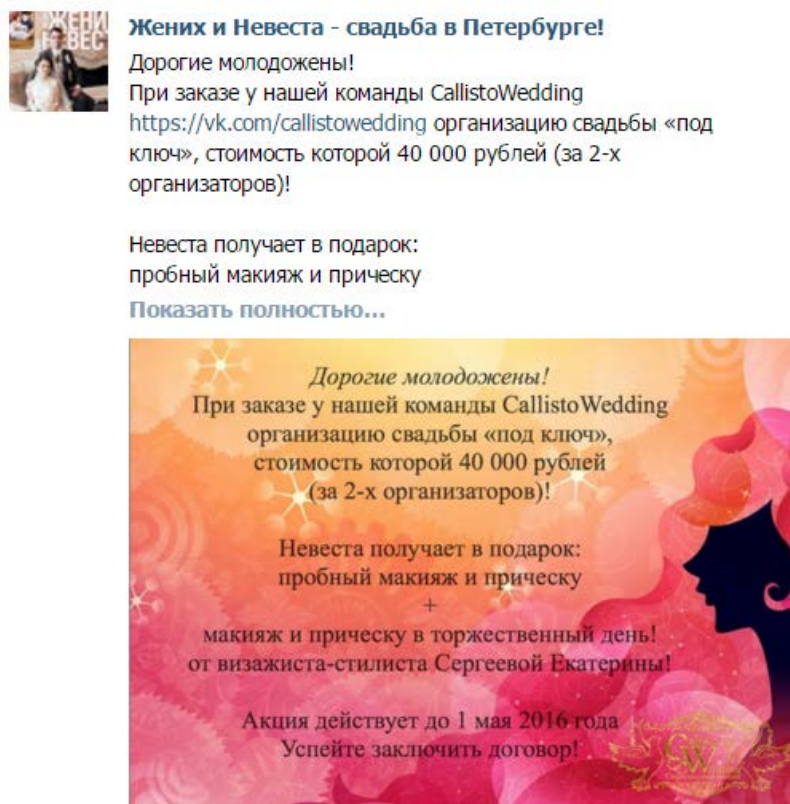 ЖЕНИ
НЕВЕС
Жених и Невеста - свадьба в Петербурге!
Дорогие молодожены!
При заказе у нашей команды CallistoWedding
https://vk.com/callistowedding организацию свадьбы «под
ключ», стоимость которой 40 000 рублей (за 2-х
организаторов)!
Невеста получает в подарок:
пробный макияж и прическу
Показать полностью...
Дорогие молодожены!
При заказе у нашей команды CallistoWedding
организацию свадьбы «под ключ»,
стоимость которой 40 000 рублей
(за 2-х организаторов)!
Невеста получает в подарок:
пробный макияж и прическу
+
макияж и прическу в торжественный день!
от визажиста-стилиста Сергеевой Екатерины!
Акция действует до 1 мая 2016 года
Успейте заключить договор!
CW